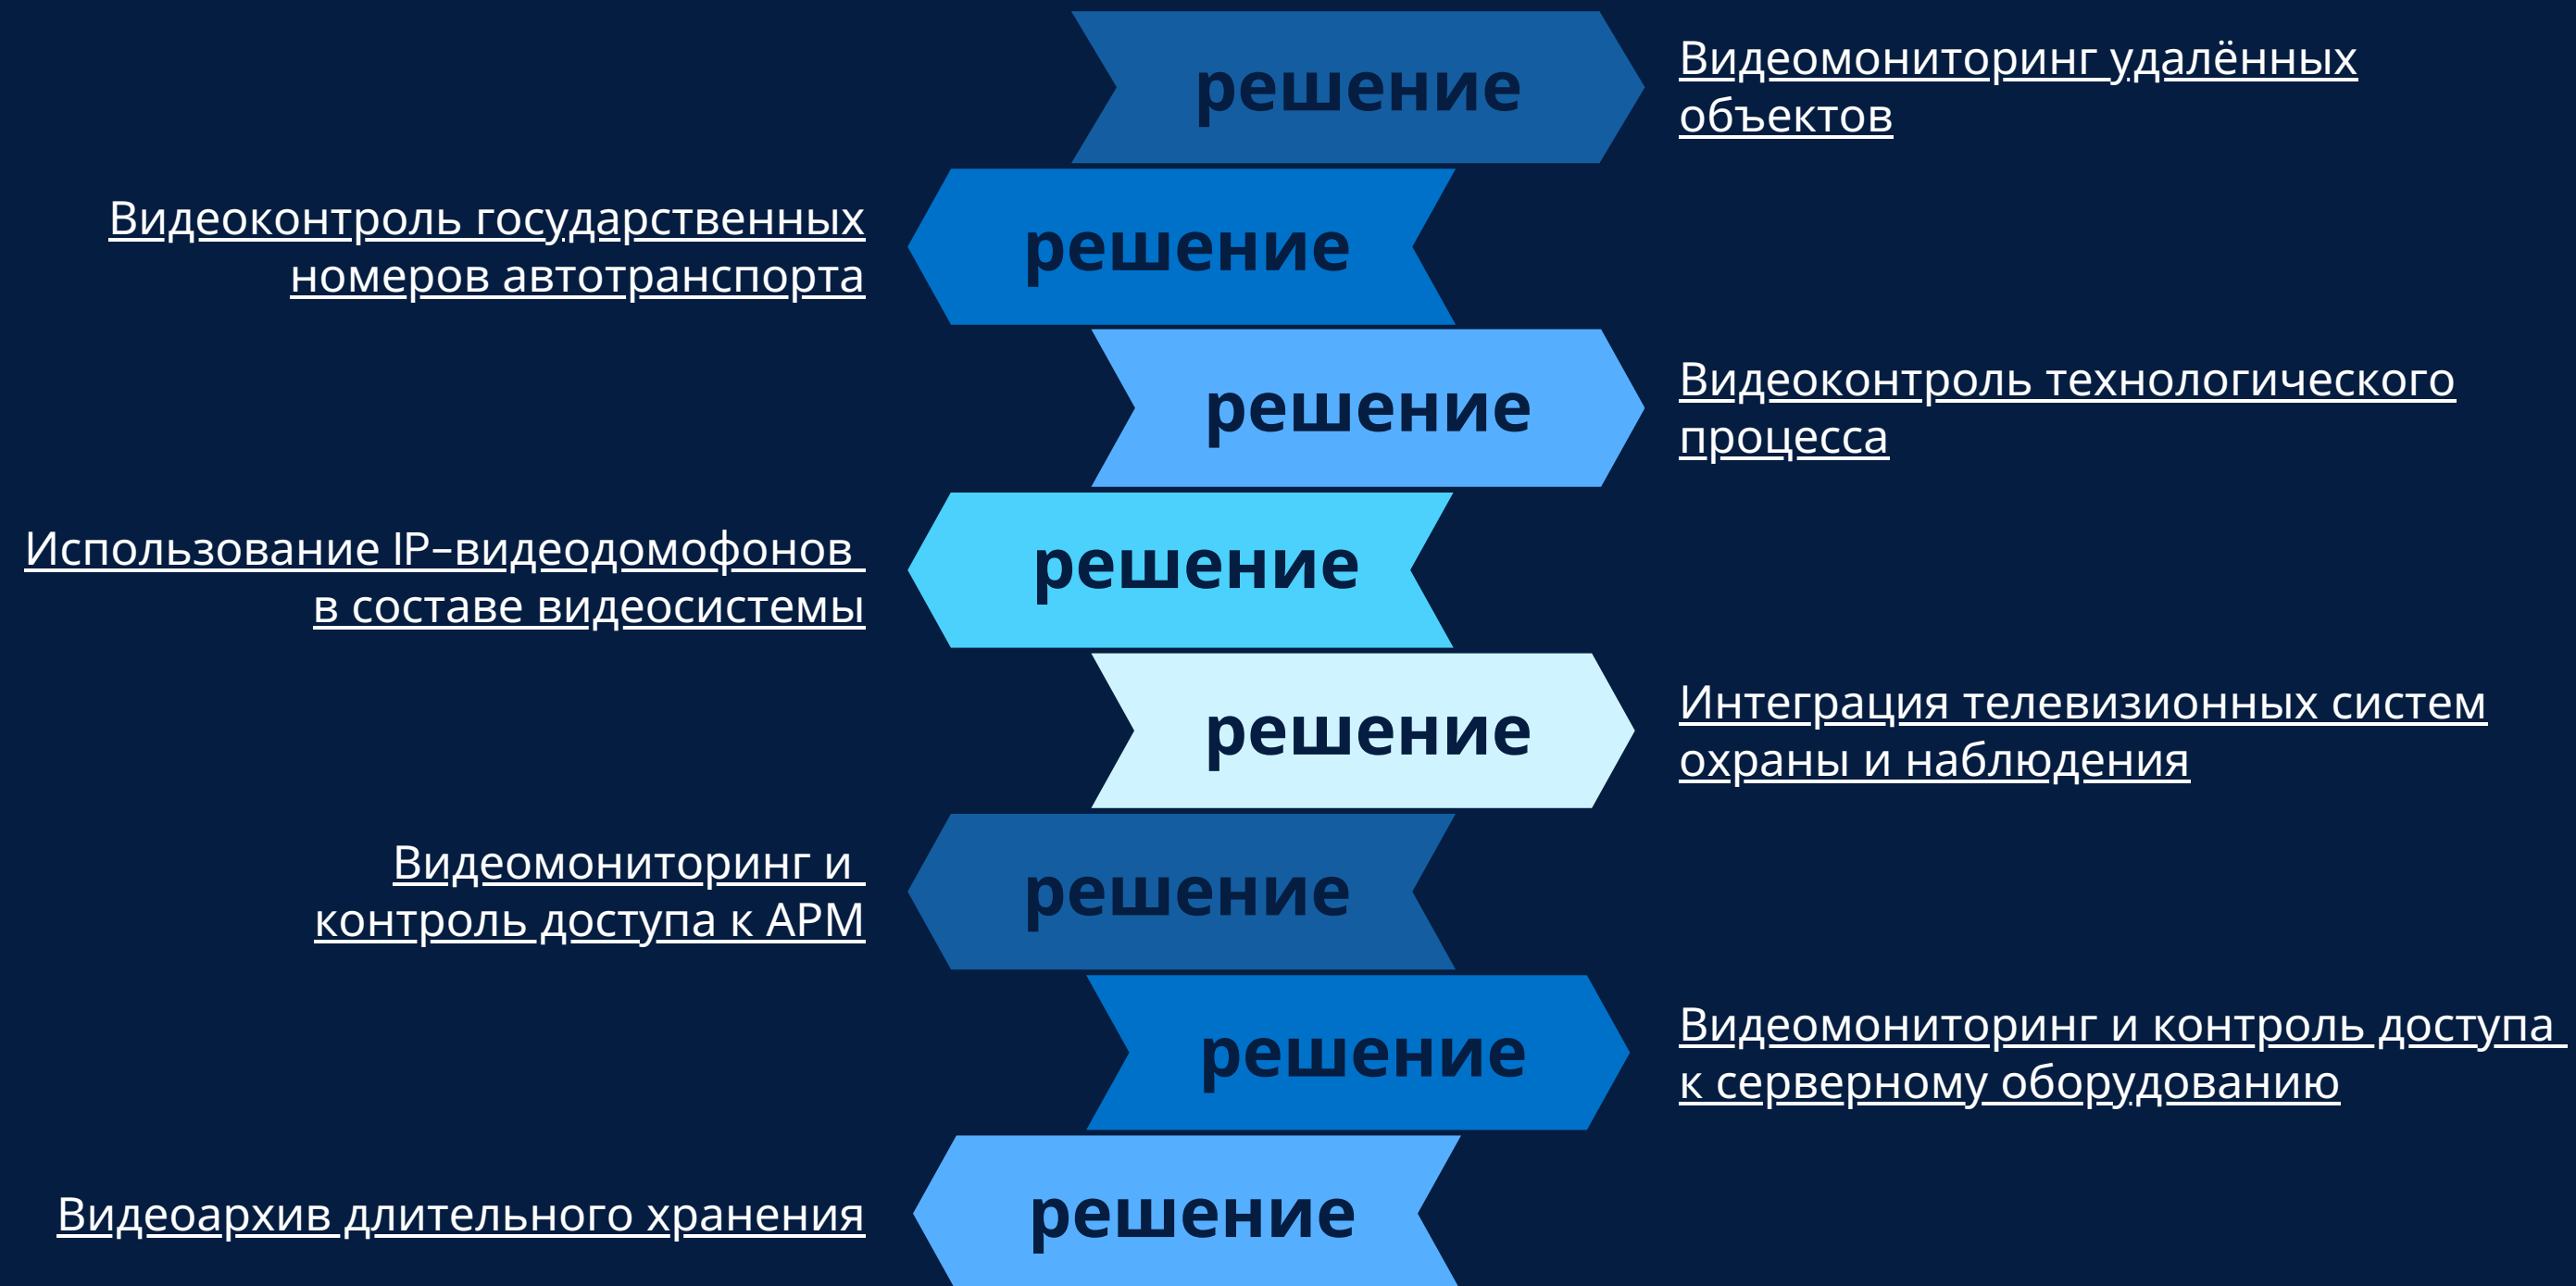 решение
Видеомониторинг удалённых
объектов
Видеоконтроль государственных
номеров автотранспорта
решение
решение
Видеоконтроль технологического
процесса
Использование IP–видеодомофонов
в составе видеосистемы
решение
решение
Интеграция телевизионных систем
охраны и наблюдения
Видеомониторинг и
контроль доступа к АРМ
решение
решение
Видеомониторинг и контроль доступа
к серверному оборудованию
Видеоархив длительного хранения
решение